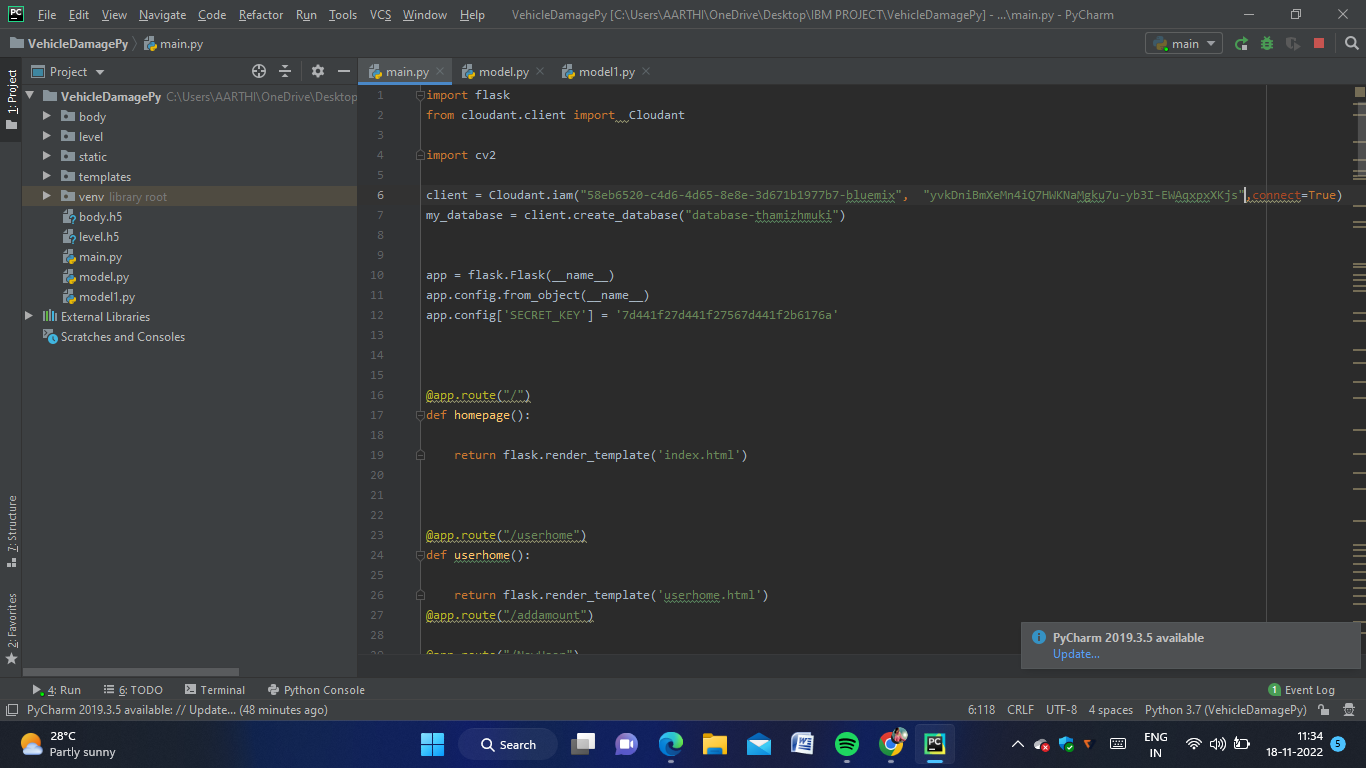 PC File Edit View Navigate Code Refactor Run Tools VCS Window Help VehicleDamagePy [C:\Users\AARTHI\OneDrive\Desktop\IBM PROJECT\VehicleDamagePy] - ...\main.py - PyCharm
VehicleDamagePy main.py main
1: Project
Project
main.py model.py model1.py
VehicleDamagePy C:\Users\AARTHI\OneDrive\Desktop
body
level
static
templates
venv library root
body.h5
level.h5
main.py
model.py
model1.py
External Libraries
Scratches and Consoles
7: Structure
2: Favorites
1 import flask
2 from cloudant.client import  Cloudant
3
4 import cv2
5
6 client = Cloudant.iam("58eb6520-c4d6-4d65-8e8e-3d671b1977b7-bluemix",  "yvkDniBmXeMn4iQ7HWKNaMgku7u-yb3I-EWAqxpxXKjs",connect=True)
7 my_database = client.create_database("database-thamizhmuki")
8
9
10 app = flask.Flask(__name__)
11 app.config.from_object(__name__)
12 app.config['SECRET_KEY'] = '7d441f27d441f27567d441f2b6176a'
13
14
15
16 @app.route("/")
17 def homepage():
18
19     return flask.render_template('index.html')
20
21
22
23 @app.route("/userhome")
24 def userhome():
25
26     return flask.render_template('userhome.html')
27 @app.route("/addamount")
28
PyCharm 2019.3.5 available
Update...
4: Run 6: TODO Terminal Python Console 1 Event Log
PyCharm 2019.3.5 available: // Update... (48 minutes ago) 6:118 CRLF UTF-8 4 spaces Python 3.7 (VehicleDamagePy)
28°C
Partly sunny
Search
ENG
IN
11:34
18-11-2022
5